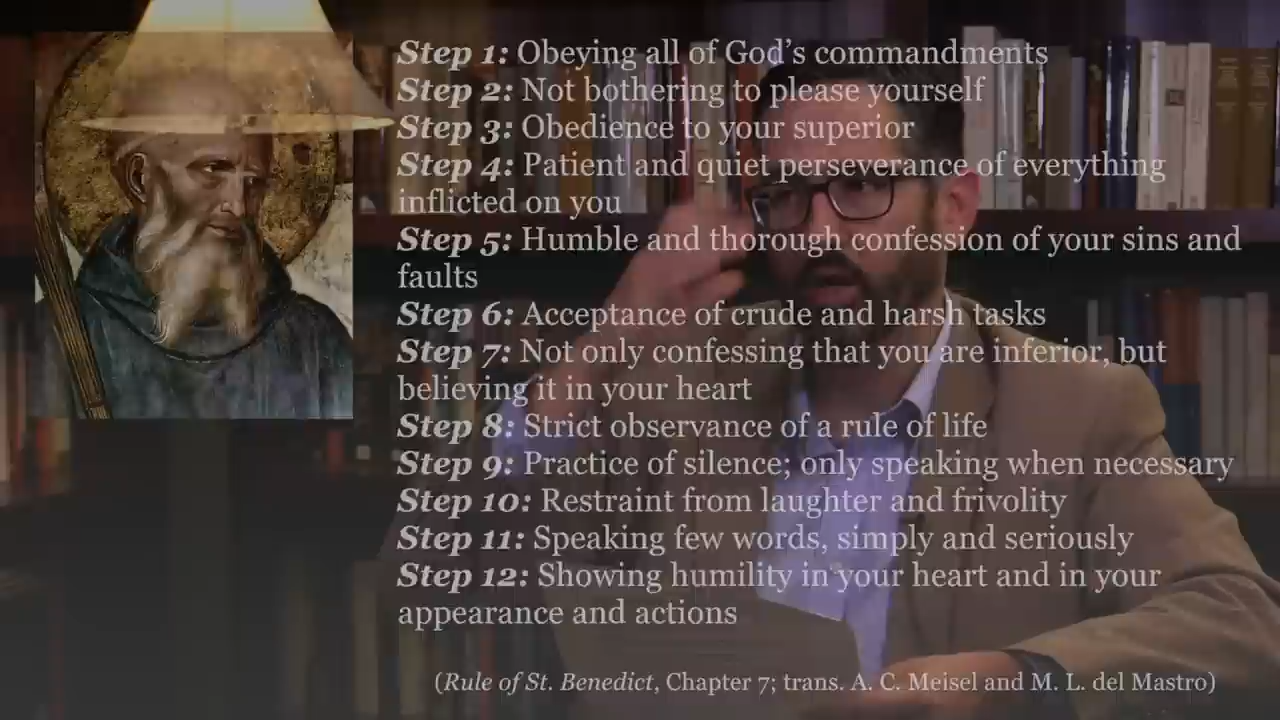 Step 1: Obeying all of God's commandments
Step 2: Not bothering to please yourself
Step 3: Obedience to your superior
Step 4: Patient and quiet perseverance of everything
inflicted on you
Step 5: Humble and thorough confession of your sins and
faults
Step 6: Acceptance of crude and harsh tasks
Step 7: Not only confessing that you are inferior, but
believing it in your heart
Step 8: Strict observance of a rule of life
Step 9: Practice of silence; only speaking when necessary
Step 10: Restraint from laughter and frivolity
Step 11: Speaking few words, simply and seriously
Step 12: Showing humility in your heart and in your
appearance and actions
(Rule of St. Benedict, Chapter 7; trans. A. C. Meisel and M. L. del Mastro)